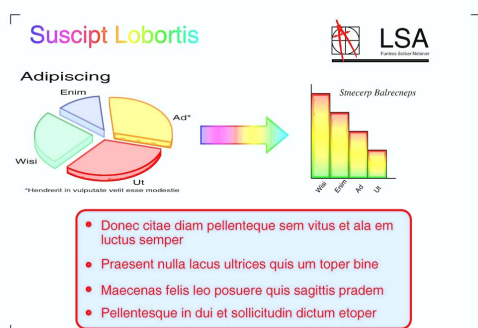 Suscipt Lobortis
LSA
Adipiscing
Enim
Ad*
Wisi
Ut
*Hendrerit in vulputate velit esse modestie
Smecerp Balrecneps
Wisi
Enim
Ad
Ut
Donec citae diam pellenteque sem vitus et ala em
luctus semper
Praesent nulla lacus ultrices quis um toper bine
Maecenas felis leo posuere quis sagittis pradem
Pellentesque in dui et sollicitudin dictum etoper